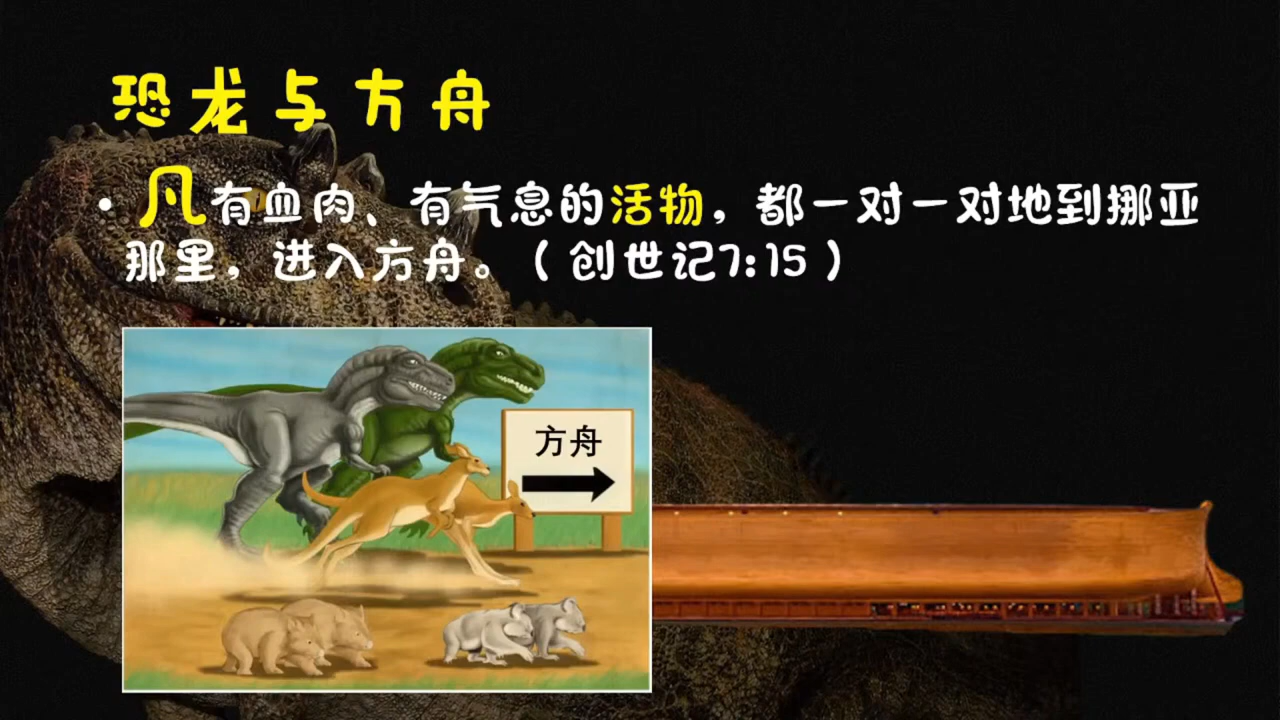 恐龙与方舟
• 凡有血肉、有气息的活物，都一对一对地到挪亚
那里，进入方舟。（创世记7:15）
方舟